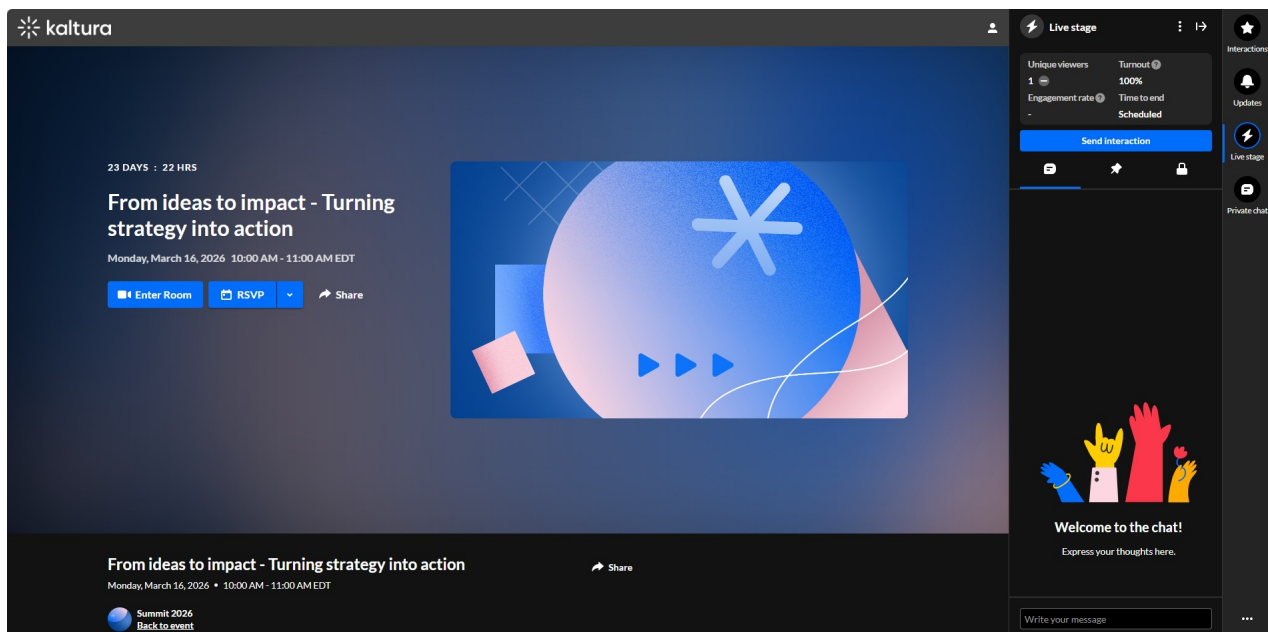 kaltura
23 DAYS : 22 HRS
From ideas to impact - Turning
strategy into action
Monday, March 16, 2026 10:00 AM - 11:00 AM EDT
Enter Room
RSVP
Share
From ideas to impact - Turning strategy into action
Share
Monday, March 16, 2026 • 10:00 AM - 11:00 AM EDT
Summit 2026
Back to event
Live stage
Unique viewers
Turnout ?
1
100%
Engagement rate ?
Time to end
-
Scheduled
Send interaction
Welcome to the chat!
Express your thoughts here.
Write your message
Interactions
Updates
Live stage
Private chat